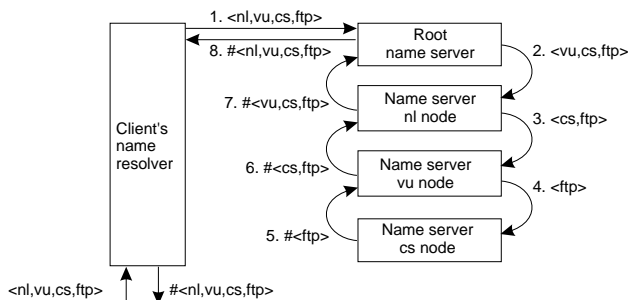 1. <nl,vu,cs,ftp>
Root
name server
8. #<nl,vu,cs,ftp>
2. <vu,cs,ftp>
7. #<vu,cs,ftp>
Name server
nl node
3. <cs,ftp>
Client's
name
resolver
6. #<cs,ftp>
Name server
vu node
4. <ftp>
5. #<ftp>
Name server
cs node
<nl,vu,cs,ftp>
#<nl,vu,cs,ftp>